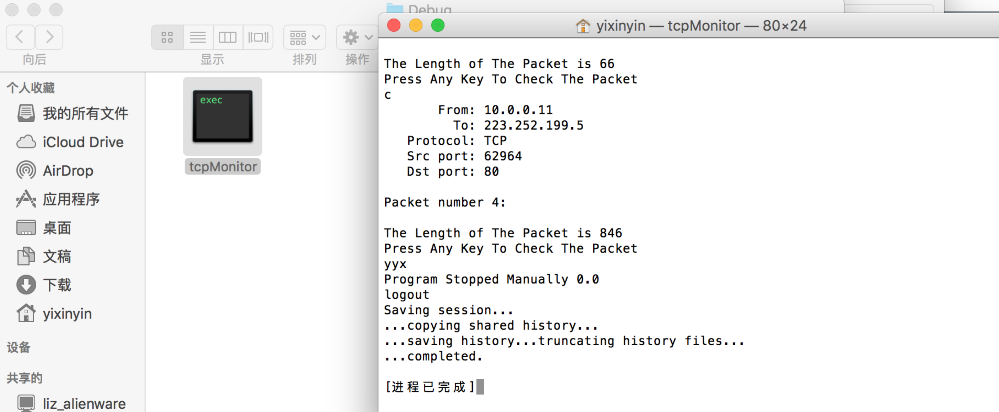 Debug
yixinyin — tcpMonitor — 80×24
向后
显示
排列
操作
个人收藏
我的所有文件
iCloud Drive
AirDrop
应用程序
桌面
文稿
下载
yixinyin
设备
共享的
liz_alienware
exec
tcpMonitor
The Length of The Packet is 66
Press Any Key To Check The Packet
c
From: 10.0.0.11
To: 223.252.199.5
Protocol: TCP
Src port: 62964
Dst port: 80
Packet number 4:
The Length of The Packet is 846
Press Any Key To Check The Packet
yyx
Program Stopped Manually 0.0
logout
Saving session...
...copying shared history...
...saving history...truncating history files...
...completed.
[进程已完成]